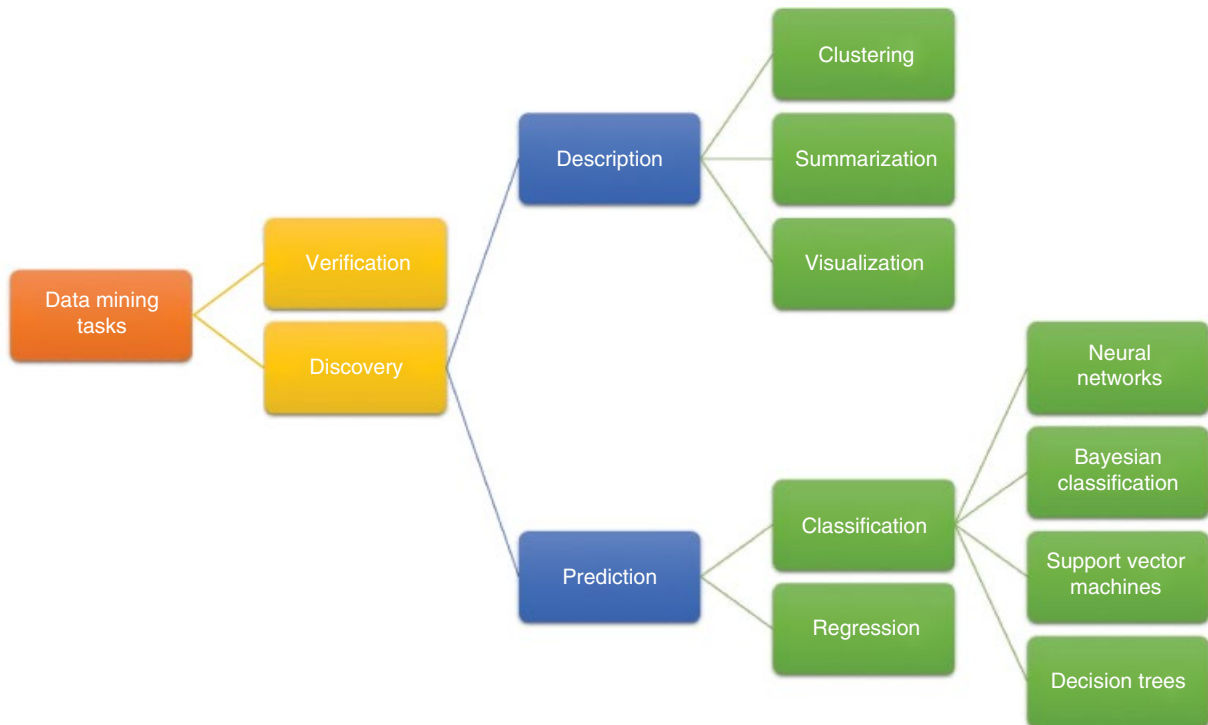 Data mining
tasks
Verification
Discovery
Description
Prediction
Clustering
Summarization
Visualization
Classification
Regression
Neural
networks
Bayesian
classification
Support vector
machines
Decision trees